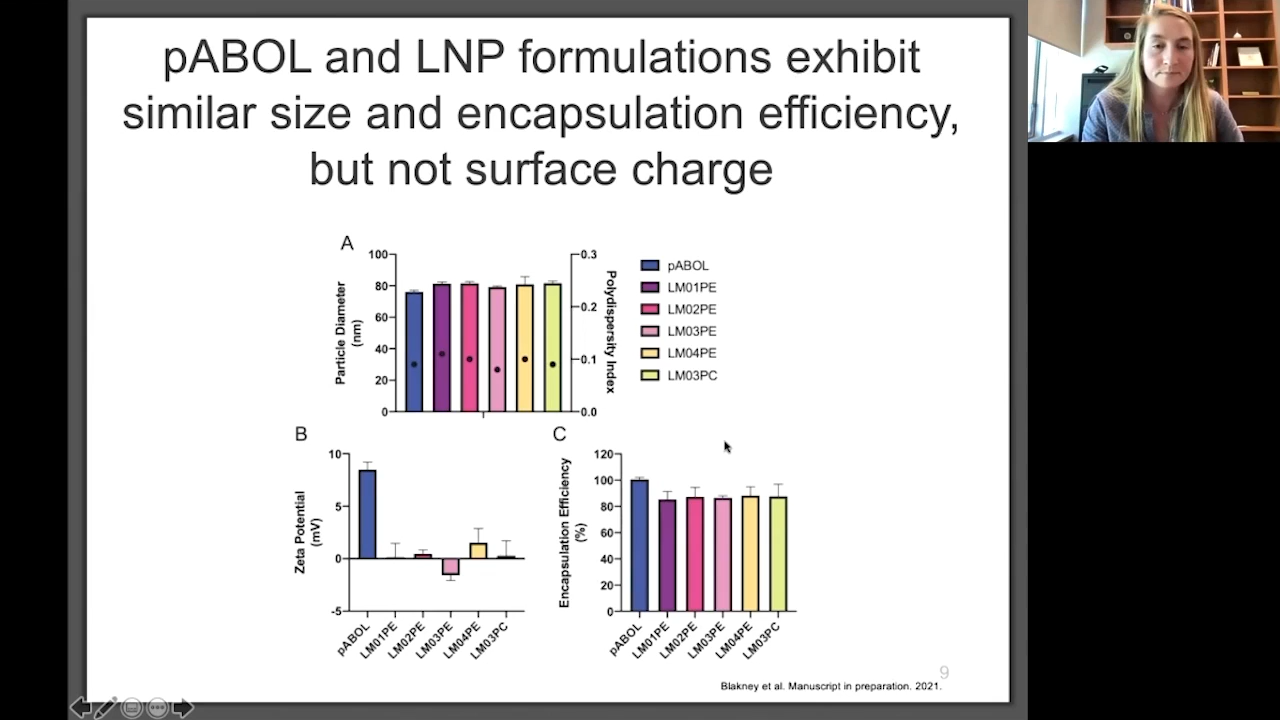 pABOL and LNP formulations exhibit
similar size and encapsulation efficiency,
but not surface charge
A
100
80
60
40
20
0
Particle Diameter
(nm)
0.3
0.2
0.1
0.0
Polydispersity Index
pABOL
LM01PE
LM02PE
LM03PE
LM04PE
LM03PC
B
10
5
0
-5
Zeta Potential
(mV)
pABOL
LM01PE
LM02PE
LM03PE
LM04PE
LM03PC
C
120
100
80
60
40
20
0
Encapsulation Efficiency
(%)
pABOL
LM01PE
LM02PE
LM03PE
LM04PE
LM03PC
9
Blakney et al. Manuscript in preparation. 2021.